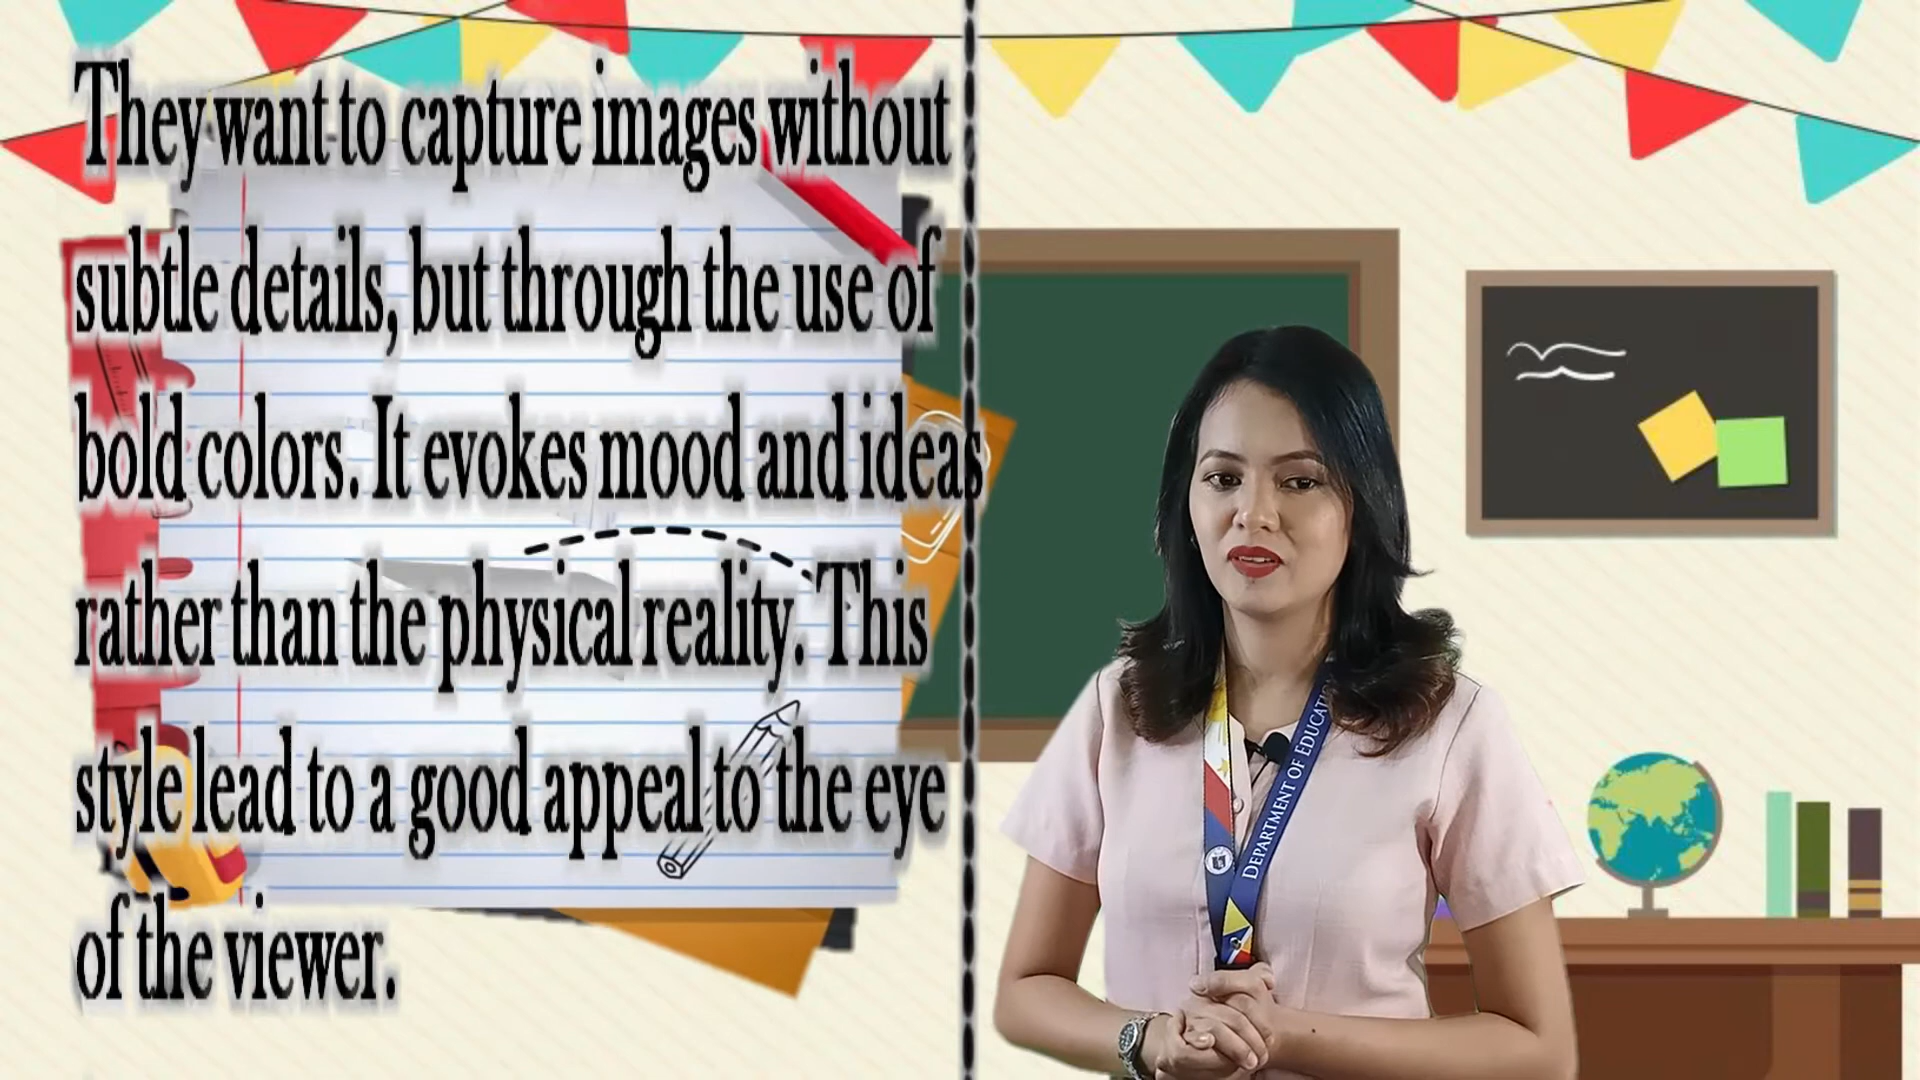 They want to capture images without
subtle details, but through the use of
bold colors. It evokes mood and ideas
rather than the physical reality. This
style lead to a good appeal to the eye
of the viewer.
DEPARTMENT OF EDUCATION